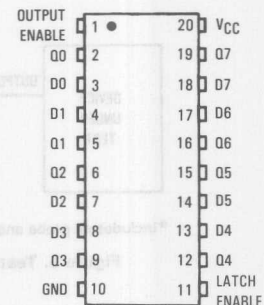 OUTPUT
ENABLE 1 20 VCC
Q0 2 19 Q7
D0 3 18 D7
D1 4 17 D6
Q1 5 16 Q6
Q2 6 15 Q5
D2 7 14 D5
D3 8 13 D4
Q3 9 12 Q4
GND 10 11 LATCH
ENABLE